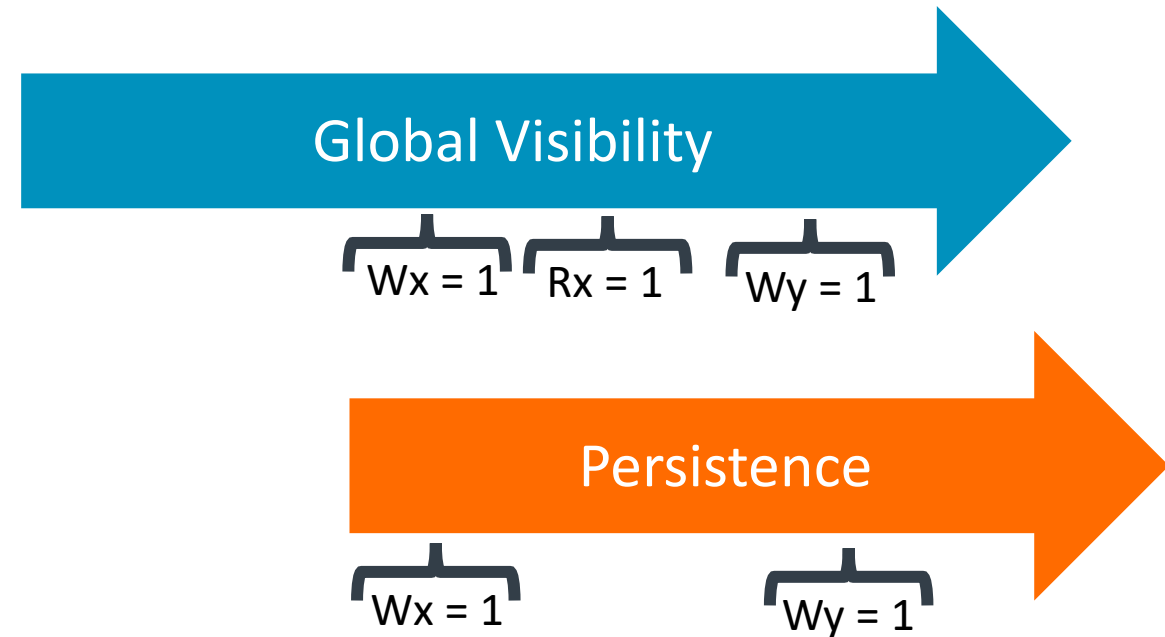 Global Visibility
Wx = 1 Rx = 1 Wy = 1
Persistence
Wx = 1 Wy = 1